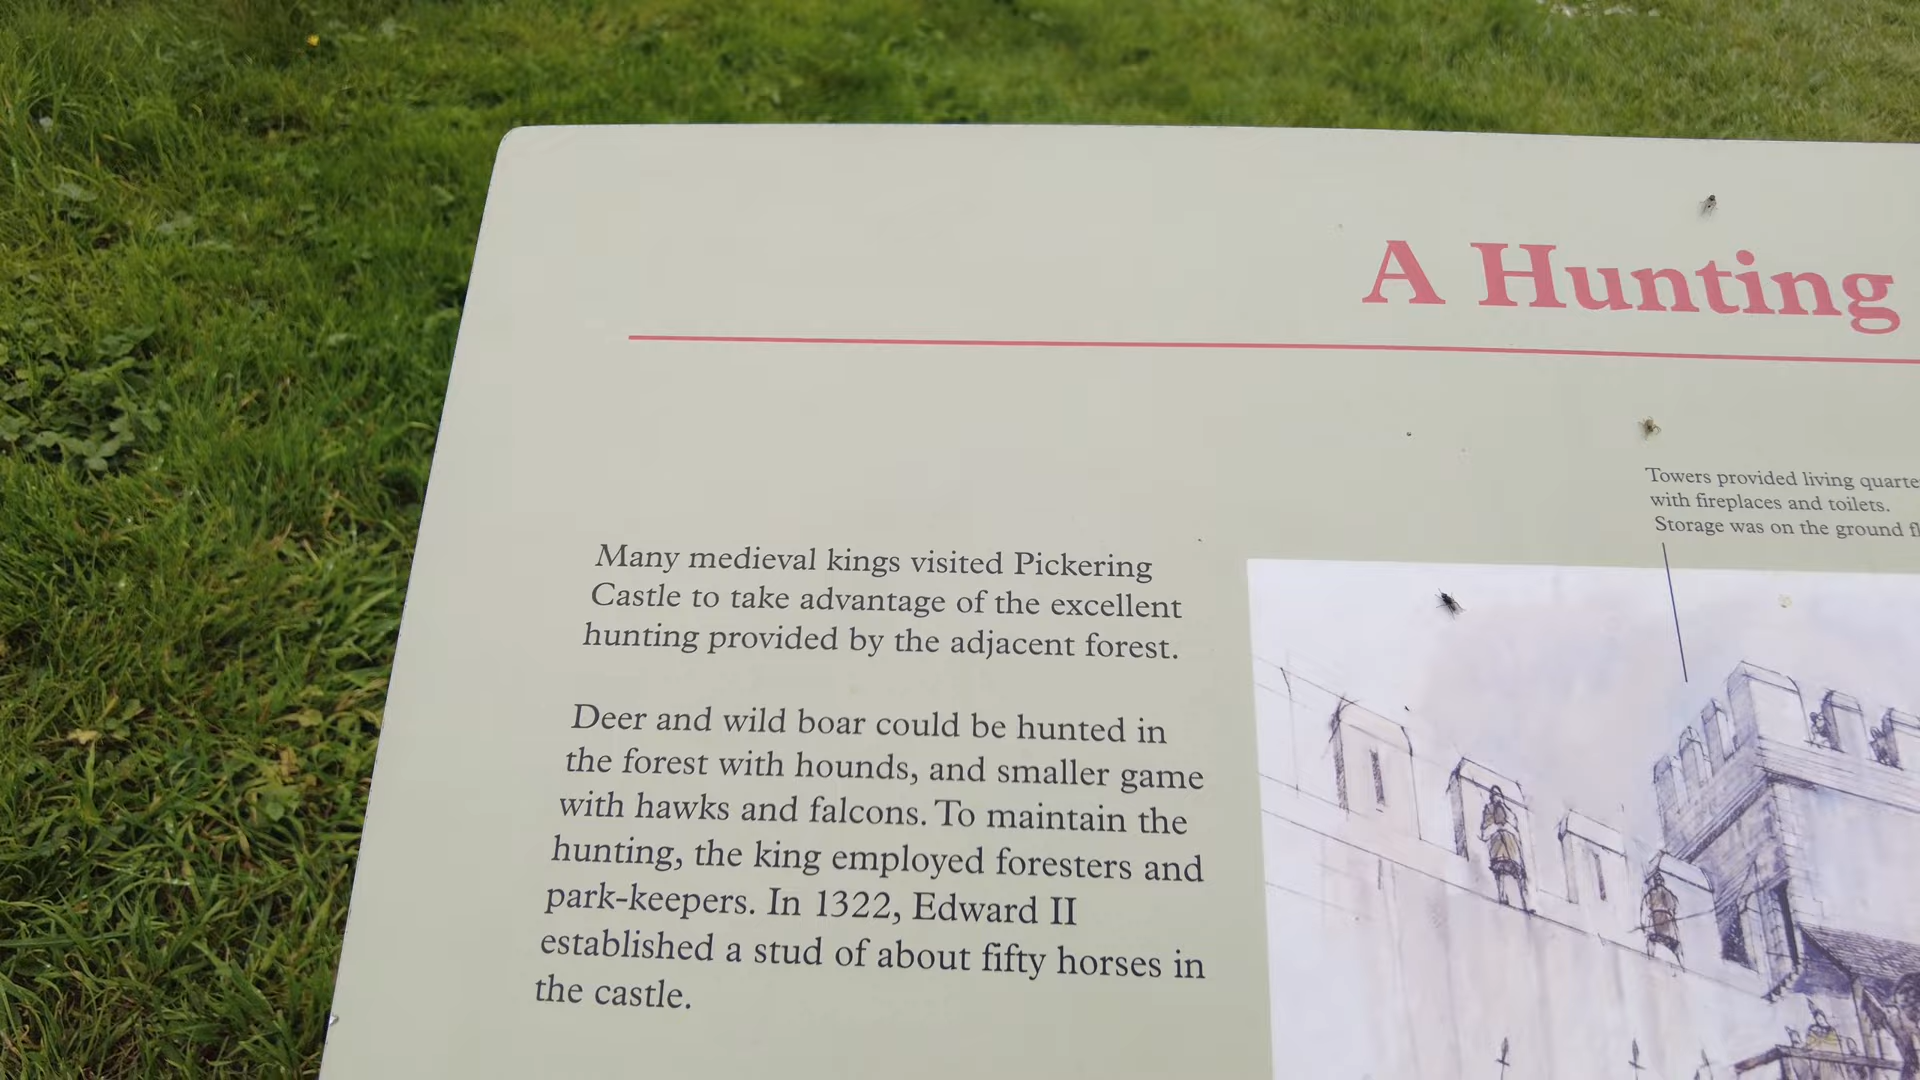 A Hunting
Towers provided living
with fireplaces and toilets.
Storage was on the ground
Many medieval kings visited Pickering
Castle to take advantage of the excellent
hunting provided by the adjacent forest.
Deer and wild boar could be hunted in
the forest with hounds, and smaller game
with hawks and falcons. To maintain the
hunting, the king employed foresters and
park-keepers. In 1322, Edward II
established a stud of about fifty horses in
the castle.